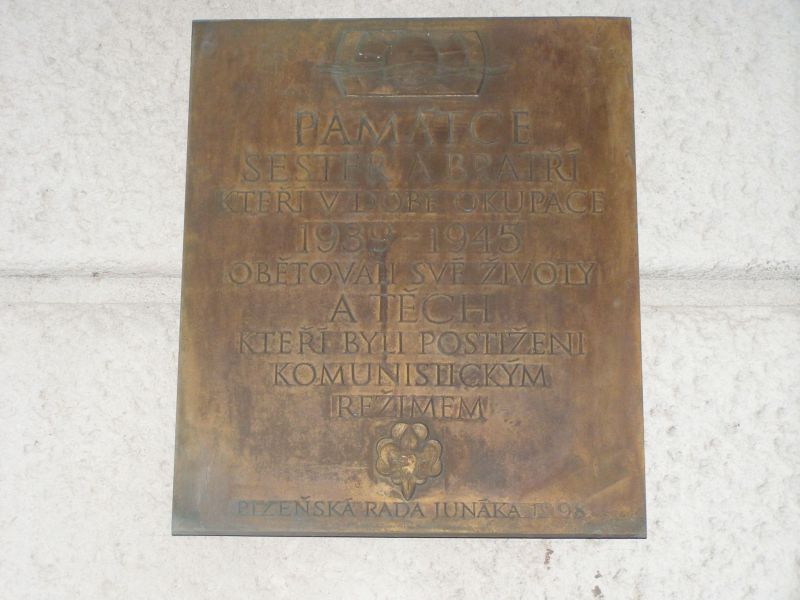 PAMÁTCE
SESTER A BRATŘÍ
KTEŘÍ V DOBĚ OKUPACE
1939-1945
OBĚTOVALI SVÉ ŽIVOTY
A TĚCH
KTEŘÍ BYLI POSTIŽENI
KOMUNISTICKÝM
REŽIMEM
PLZEŇSKÁ RADA JUNÁKA 1998